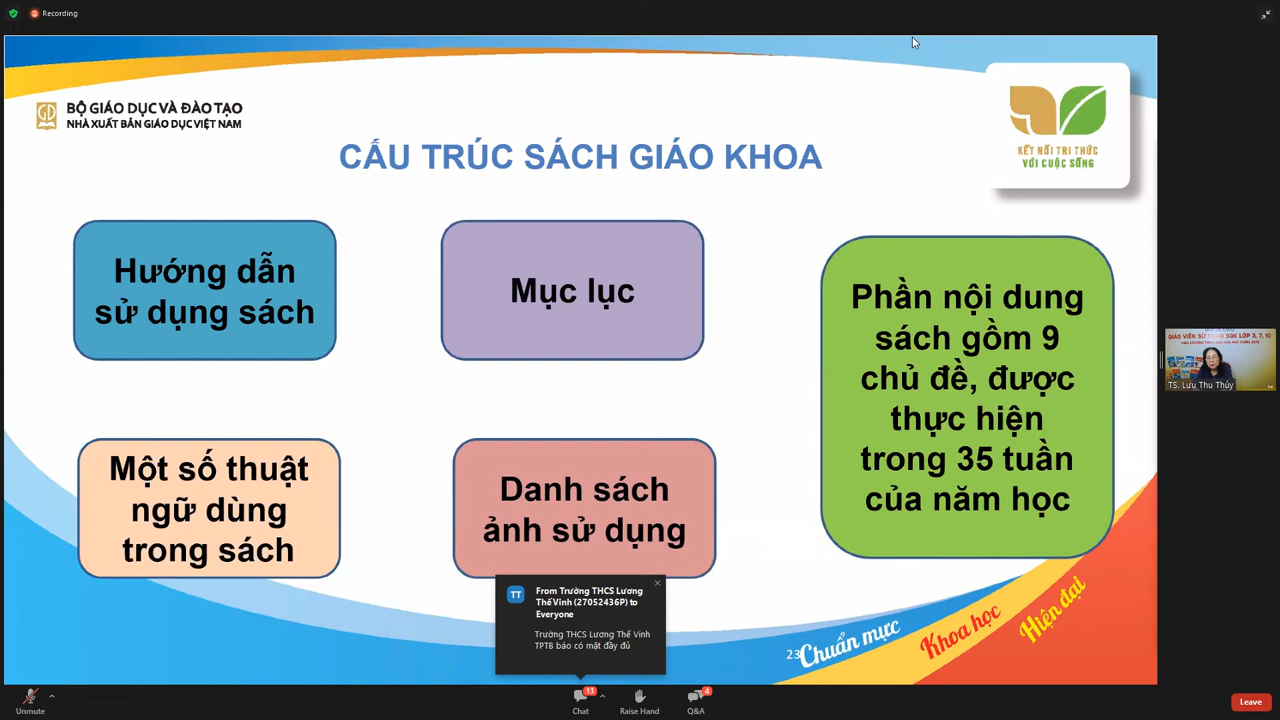 Recording
BỘ GIÁO DỤC VÀ ĐÀO TẠO
NHÀ XUẤT BẢN GIÁO DỤC VIỆT NAM
KẾT NỐI TRI THỨC
VỚI CUỘC SỐNG
CẤU TRÚC SÁCH GIÁO KHOA
Hướng dẫn
sử dụng sách
Mục lục
Phần nội dung
sách gồm 9
chủ đề, được
thực hiện
trong 35 tuần
của năm học
Một số thuật
ngữ dùng
trong sách
Danh sách
ảnh sử dụng
GIÁO VIÊN SỬ DỤNG SGK LỚP 3, 7, 10
TS. Lưu Thu Thủy
TT
From Trường THCS Lương
Thế Vinh (27052436P) to
Everyone
Trường THCS Lương Thế Vinh
TPTB báo có mặt đầy đủ
23
Chuẩn mực
Khoa học
Hiện đại
Unmute
13
Chat
Raise Hand
4
Q&A
Leave